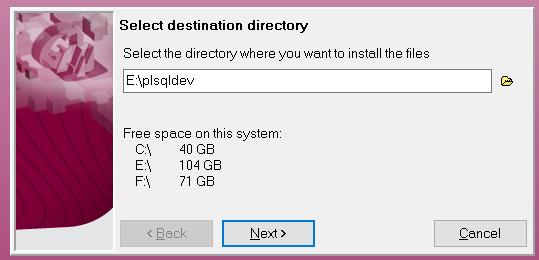 Select destination directory
Select the directory where you want to install the files
E:\plsqldev
Free space on this system:
C:\ 40 GB
E:\ 104 GB
F:\ 71 GB
< Back Next > Cancel